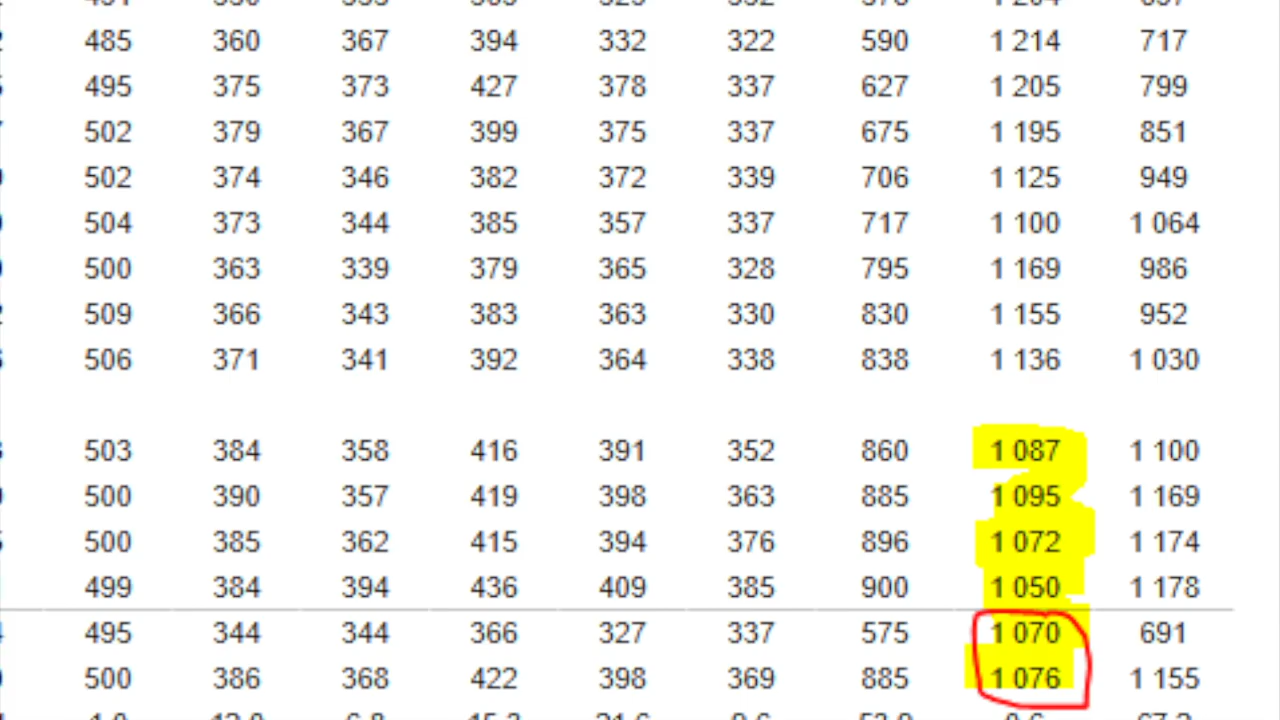 485 360 367 394 332 322 590 1 214 717
495 375 373 427 378 337 627 1 205 799
502 379 367 399 375 337 675 1 195 851
502 374 346 382 372 339 706 1 125 949
504 373 344 385 357 337 717 1 100 1 064
500 363 339 379 365 328 795 1 169 986
509 366 343 383 363 330 830 1 155 952
506 371 341 392 364 338 838 1 136 1 030
503 384 358 416 391 352 860 1 087 1 100
500 390 357 419 398 363 885 1 095 1 169
500 385 362 415 394 376 896 1 072 1 174
499 384 394 436 409 385 900 1 050 1 178
495 344 344 366 327 337 575 1 070 691
500 386 368 422 398 369 885 1 076 1 155